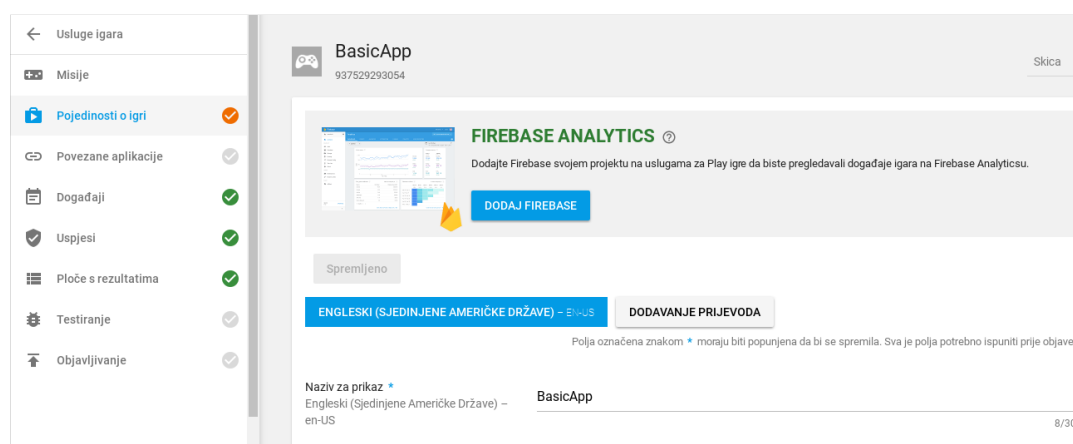 Usluge igara
Misije
Pojedinosti o igri
Povezane aplikacije
Događaji
Uspjesi
Ploče s rezultatima
Testiranje
Objavljivanje
BasicApp
937529293054
Skica
FIREBASE ANALYTICS
Dodajte Firebase svojem projektu na uslugama za Play igre da biste pregledavali događaje igara na Firebase Analyticsu.
DODAJ FIREBASE
Spremljeno
ENGLESKI (SJEDINJENE AMERIČKE DRŽAVE) – EN-US DODAVANJE PRIJEVODA
Polja označena znakom * moraju biti popunjena da bi se spremila. Sva je polja potrebno ispuniti prije objave
Naziv za prikaz *
Engleski (Sjedinjene Američke Države) –
en-US
BasicApp
8/30